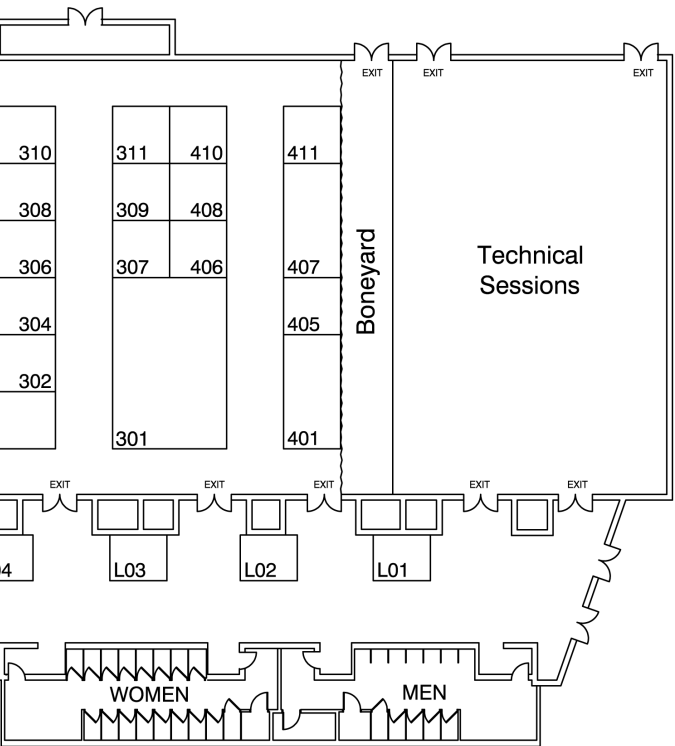 EXIT
EXIT
EXIT
310
311
410
411
308
309
408
306
307
406
407
Boneyard
Technical
Sessions
304
405
302
301
401
EXIT
EXIT
EXIT
EXIT
EXIT
4
L03
L02
L01
WOMEN
MEN